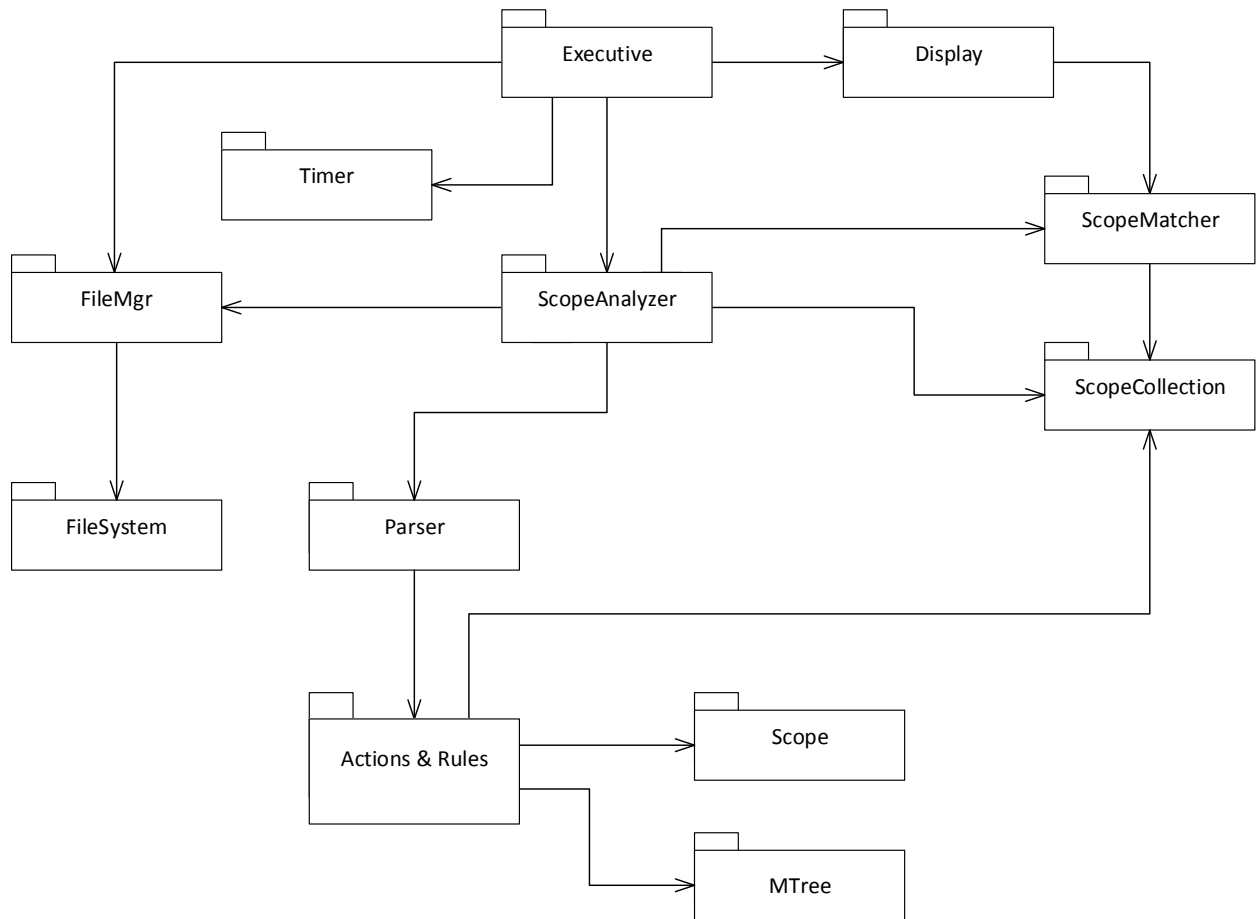 Executive
Display
Timer
ScopeMatcher
FileMgr
ScopeAnalyzer
ScopeCollection
FileSystem
Parser
Scope
Actions & Rules
MTree